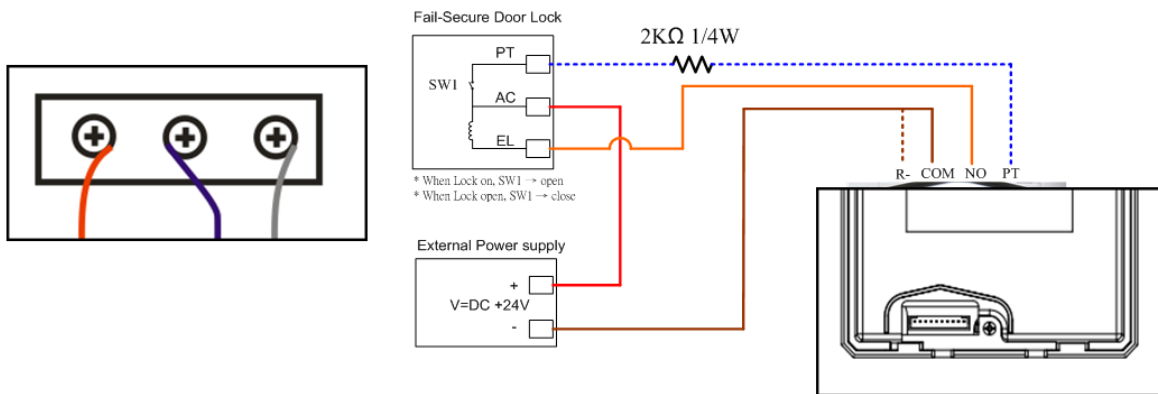 Fail-Secure Door Lock
2KΩ 1/4W
PT
SW1
AC
EL
* When Lock on, SW1 → open
* When Lock open, SW1 → close
R- COM NO PT
External Power supply
+
V=DC +24V
-